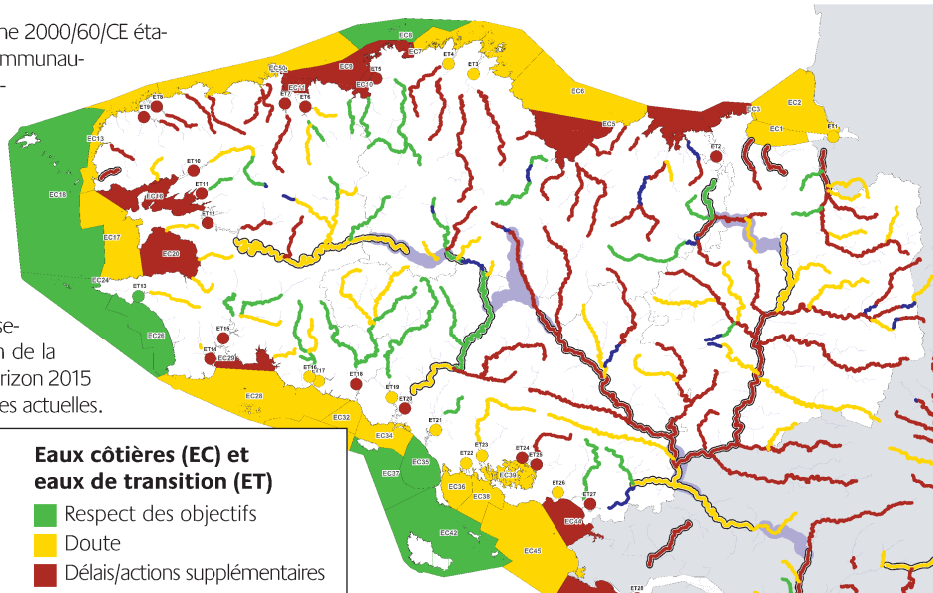 ne 2000/60/CE éta-
ommunau-
-
se-
n de la
rizon 2015
es actuelles.
Eaux côtières (EC) et
eaux de transition (ET)
Respect des objectifs
Doute
Délais/actions supplémentaires
EC8
EC7
ET4
ET3
EC9
ET5
EC10
EC11
ET7
ET6
ET8
ET9
EC13
EC6
EC5
EC3
EC2
EC1
ET1
ET2
ET10
ET11
EC16
EC18
EC17
EC20
EC24
ET13
EC26
ET15
ET14
EC29
ET17
ET18
ET19
ET20
EC28
EC32
EC34
ET21
EC35
EC37
ET22
ET23
EC36
EC38
EC39
ET24
ET25
ET26
ET27
EC42
EC44
EC45
ET28